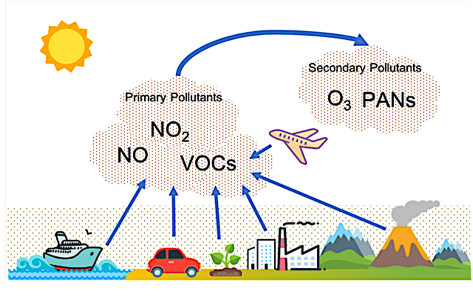 Secondary Pollutants
O3 PANs
Primary Pollutants
NO2
NO
VOCs